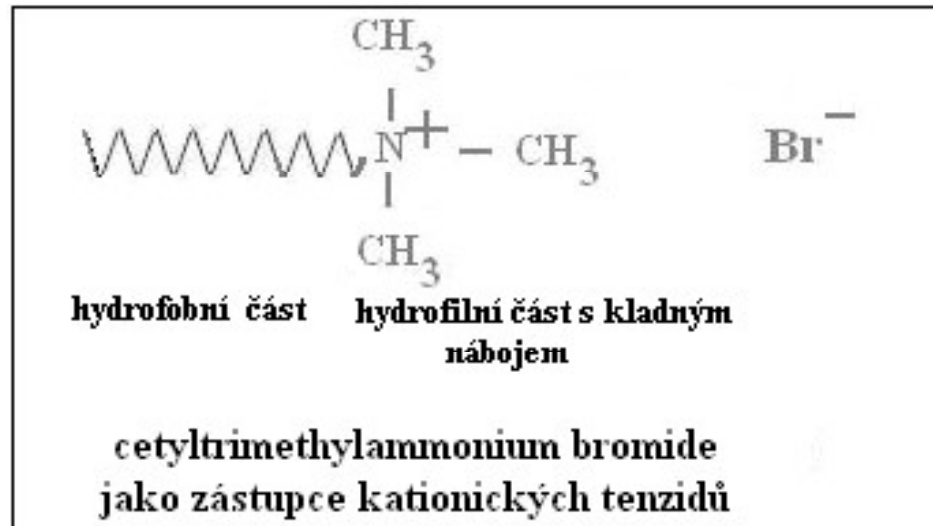 CH₃
N⁺ – CH₃ Br⁻
CH₃
hydrofobní část hydrofilní část s kladným
nábojem
cetyltrimethylammonium bromide
jako zástupce kationických tenzidů